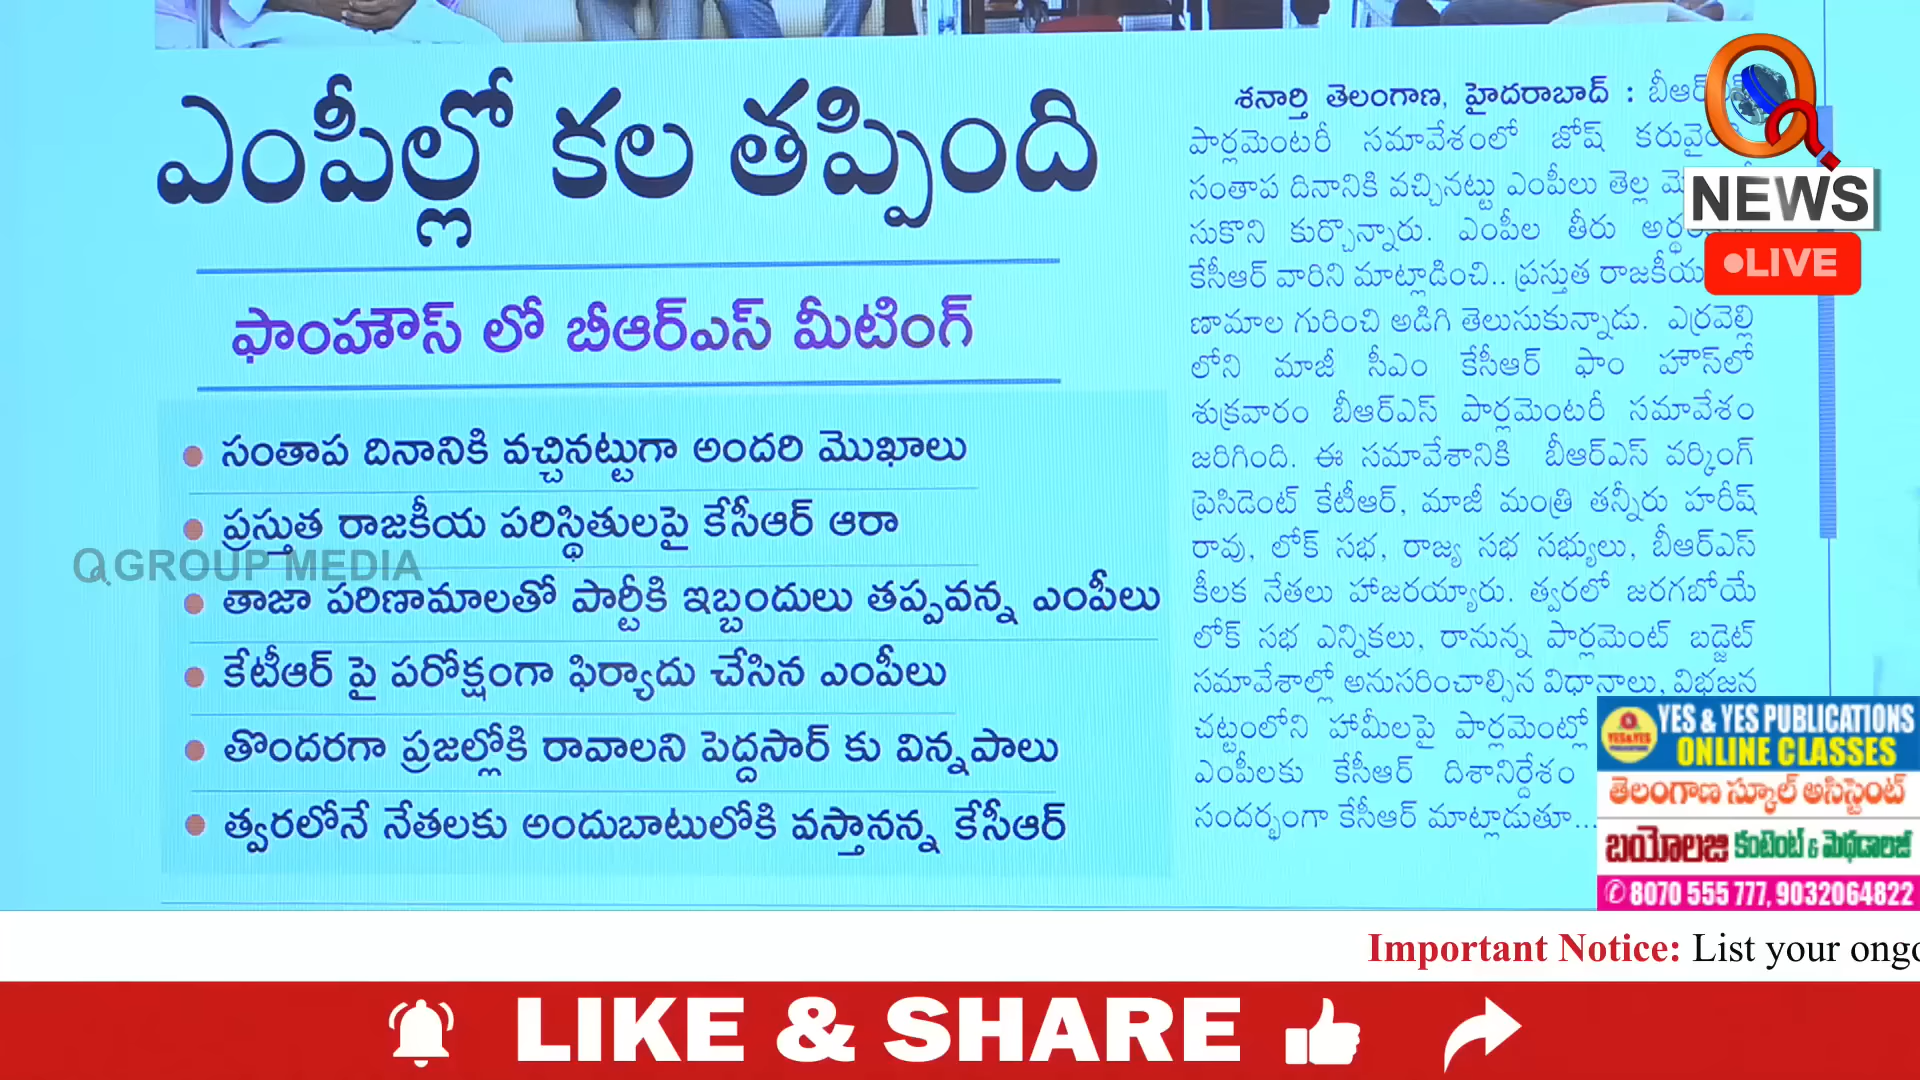 ఎంపీల్లో కల తప్పింది
ఫాంహౌస్ లో బీఆర్ఎస్ మీటింగ్
సంతాప దినానికి వచ్చినట్టుగా అందరి మొఖాలు
ప్రస్తుత రాజకీయ పరిస్థితులపై కేసీఆర్ ఆరా
తాజా పరిణామాలతో పార్టీకి ఇబ్బందులు తప్పవన్న ఎంపీలు
కేటీఆర్ పై పరోక్షంగా ఫిర్యాదు చేసిన ఎంపీలు
తొందరగా ప్రజల్లోకి రావాలని పెద్దసార్ కు విన్నపాలు
త్వరలోనే నేతలకు అందుబాటులోకి వస్తానన్న కేసీఆర్
శనార్తి తెలంగాణ, హైదరాబాద్ :
పార్లమెంటరీ సమావేశంలో జోష్
సంతాప దినానికి వచ్చినట్టు ఎంపీలు తెల్ల
సుకొని కుర్చొన్నారు. ఎంపీల తీరు
కేసీఆర్ వారిని మాట్లాడించి.. ప్రస్తుత రాజకీయ
ణామాల గురించి అడిగి తెలుసుకున్నాడు. ఎర్రవెల్లి
లోని మాజీ సీఎం కేసీఆర్ ఫాం హౌస్‌లో
శుక్రవారం బీఆర్ఎస్ పార్లమెంటరీ సమావేశం
జరిగింది. ఈ సమావేశానికి బీఆర్ఎస్ వర్కింగ్
ప్రెసిడెంట్ కేటీఆర్, మాజీ మంత్రి తన్నీరు హరీష్
రావు, లోక్ సభ, రాజ్య సభ సభ్యులు, బీఆర్ఎస్
కీలక నేతలు హాజరయ్యారు. త్వరలో జరగబోయే
లోక్ సభ ఎన్నికలు, రానున్న పార్లమెంట్ బడ్జెట్
సమావేశాల్లో అనుసరించాల్సిన విధానాలు, విభజన
చట్టంలోని హామీలపై పార్లమెంట్లో
ఎంపీలకు కేసీఆర్ దిశానిర్దేశం
సందర్భంగా కేసీఆర్ మాట్లాడుతూ...
Q GROUP MEDIA
NEWS
LIVE
YES & YES PUBLICATIONS
ONLINE CLASSES
తెలంగాణ స్కూల్ అసిస్టెంట్
బయోలజి కంటెంట్ & మెథడాలజీ
8070 555 777, 9032064822
Important Notice: List your
LIKE & SHARE